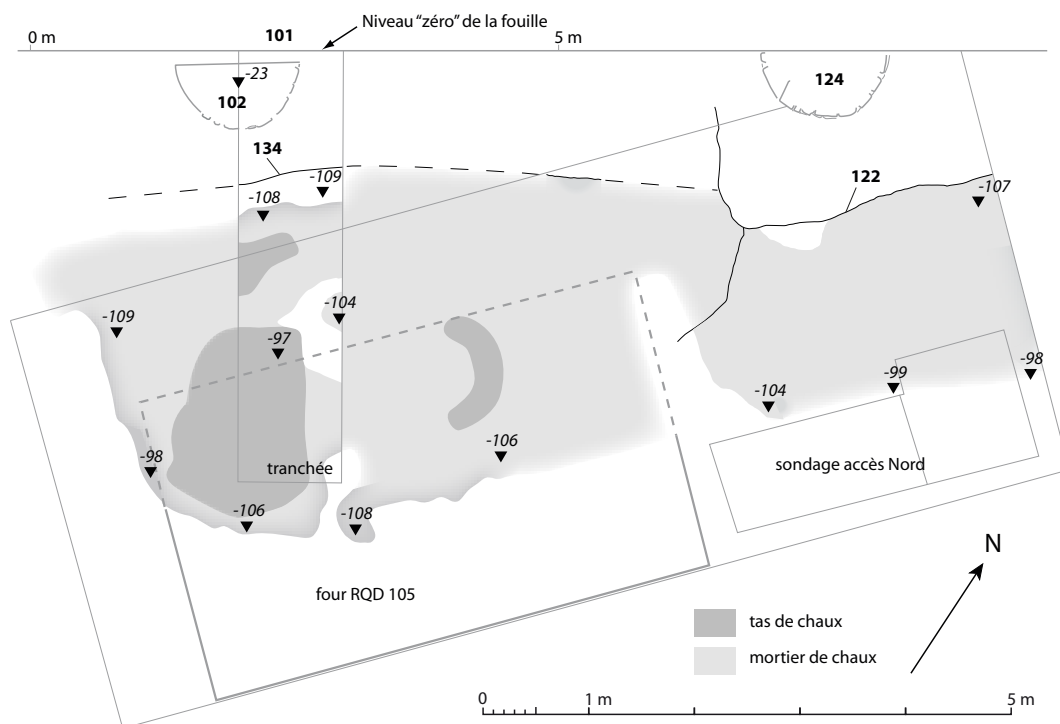 Niveau “zéro” de la fouille
0 m
101
5 m
-23
102
124
134
-109
-108
122
-107
-109
-104
-97
-98
-99
-104
-106
-98
tranchée
sondage accès Nord
-106
-108
N
four RQD 105
tas de chaux
mortier de chaux
0
1 m
5 m